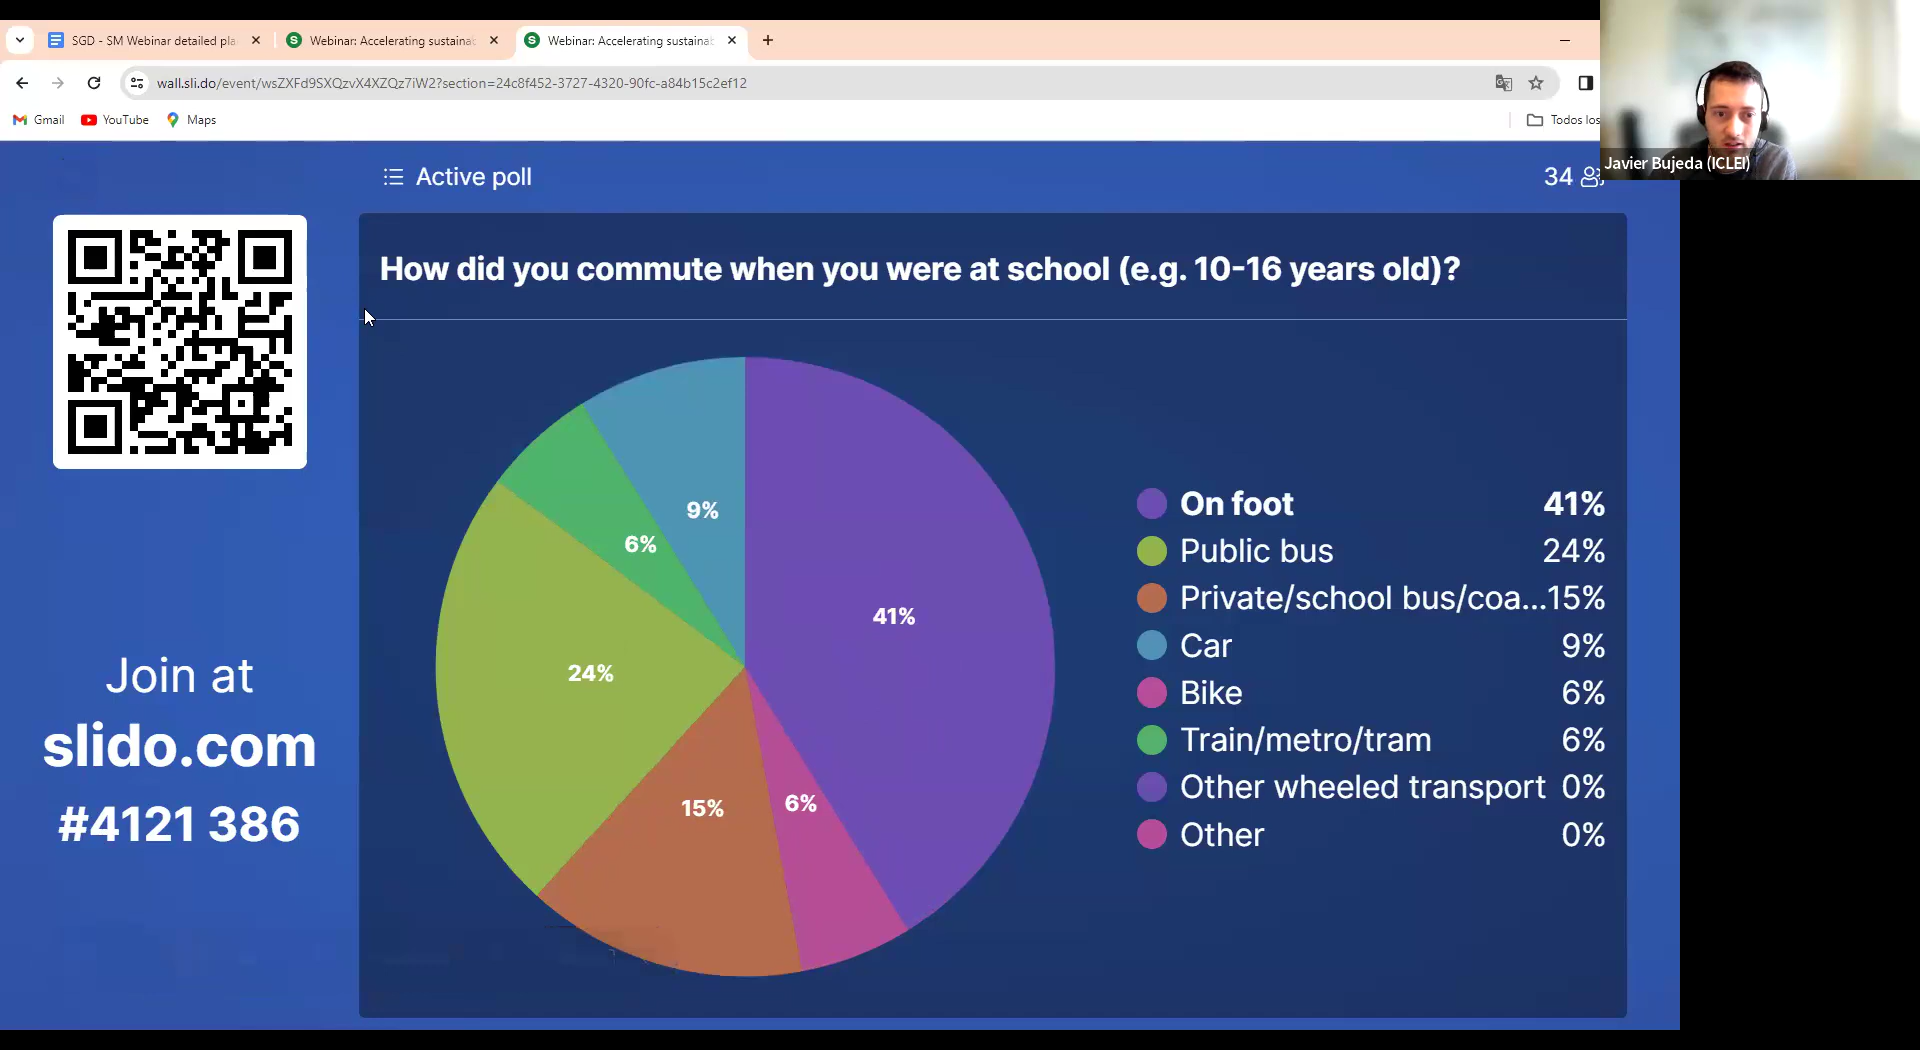 SGD - SM Webinar detailed pla
Webinar: Accelerating sustainab
Webinar: Accelerating sustainab
wall.sli.do/event/wsZXFd9SXQzvX4XZQz7iW2?section=24c8f452-3727-4320-90fc-a84b15c2ef12
Gmail
YouTube
Maps
Todos los
Javier Bujeda (ICLEI)
Active poll
34
How did you commute when you were at school (e.g. 10-16 years old)?
9%
6%
41%
24%
15%
6%
On foot 41%
Public bus 24%
Private/school bus/coa... 15%
Car 9%
Bike 6%
Train/metro/tram 6%
Other wheeled transport 0%
Other 0%
Join at
slido.com
#4121 386